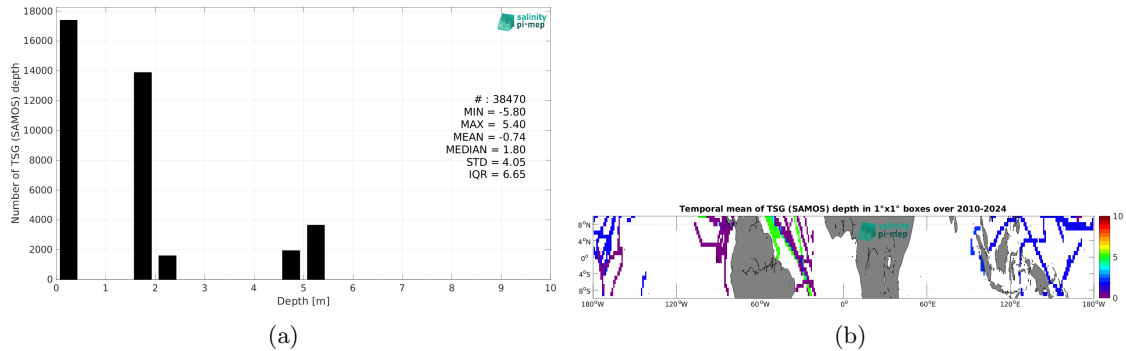 18000
16000
14000
12000
10000
8000
6000
4000
2000
0
Number of TSG (SAMOS) depth
0 1 2 3 4 5 6 7 8 9 10
Depth [m]
salinity
pi-mep
# : 38470
MIN = -5.80
MAX = 5.40
MEAN = -0.74
MEDIAN = 1.80
STD = 4.05
IQR = 6.65
(a)
Temporal mean of TSG (SAMOS) depth in 1°x1° boxes over 2010-2024
8°N
4°N
0°
4°S
8°S
180°W 120°W 60°W 0° 60°E 120°E 180°W
salinity
pi-mep
10
5
0
(b)